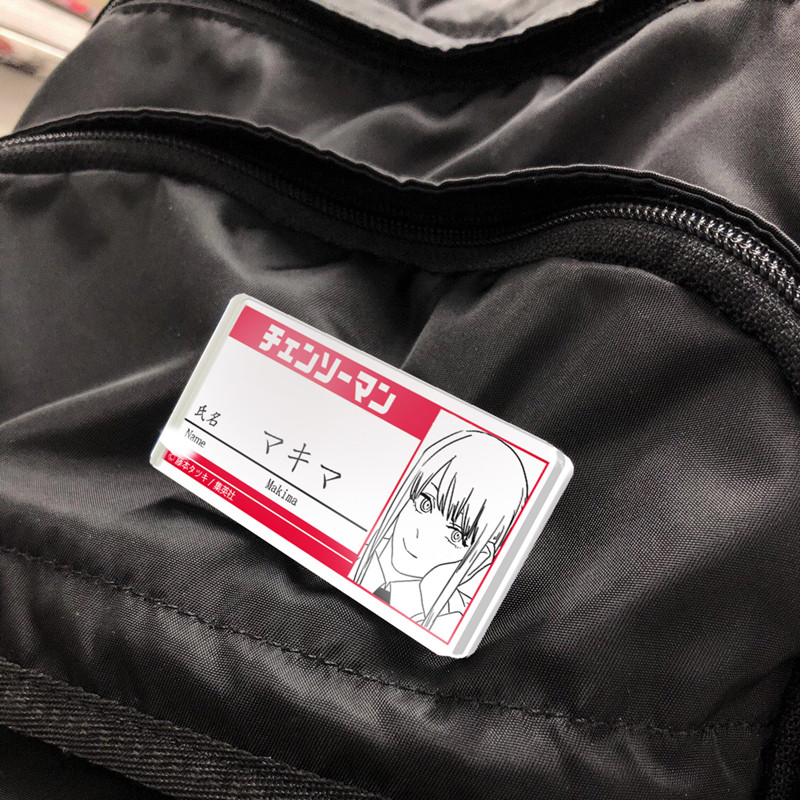 チェンソーマン
氏名
Name
マキマ
Makima
©藤本タツキ/集英社